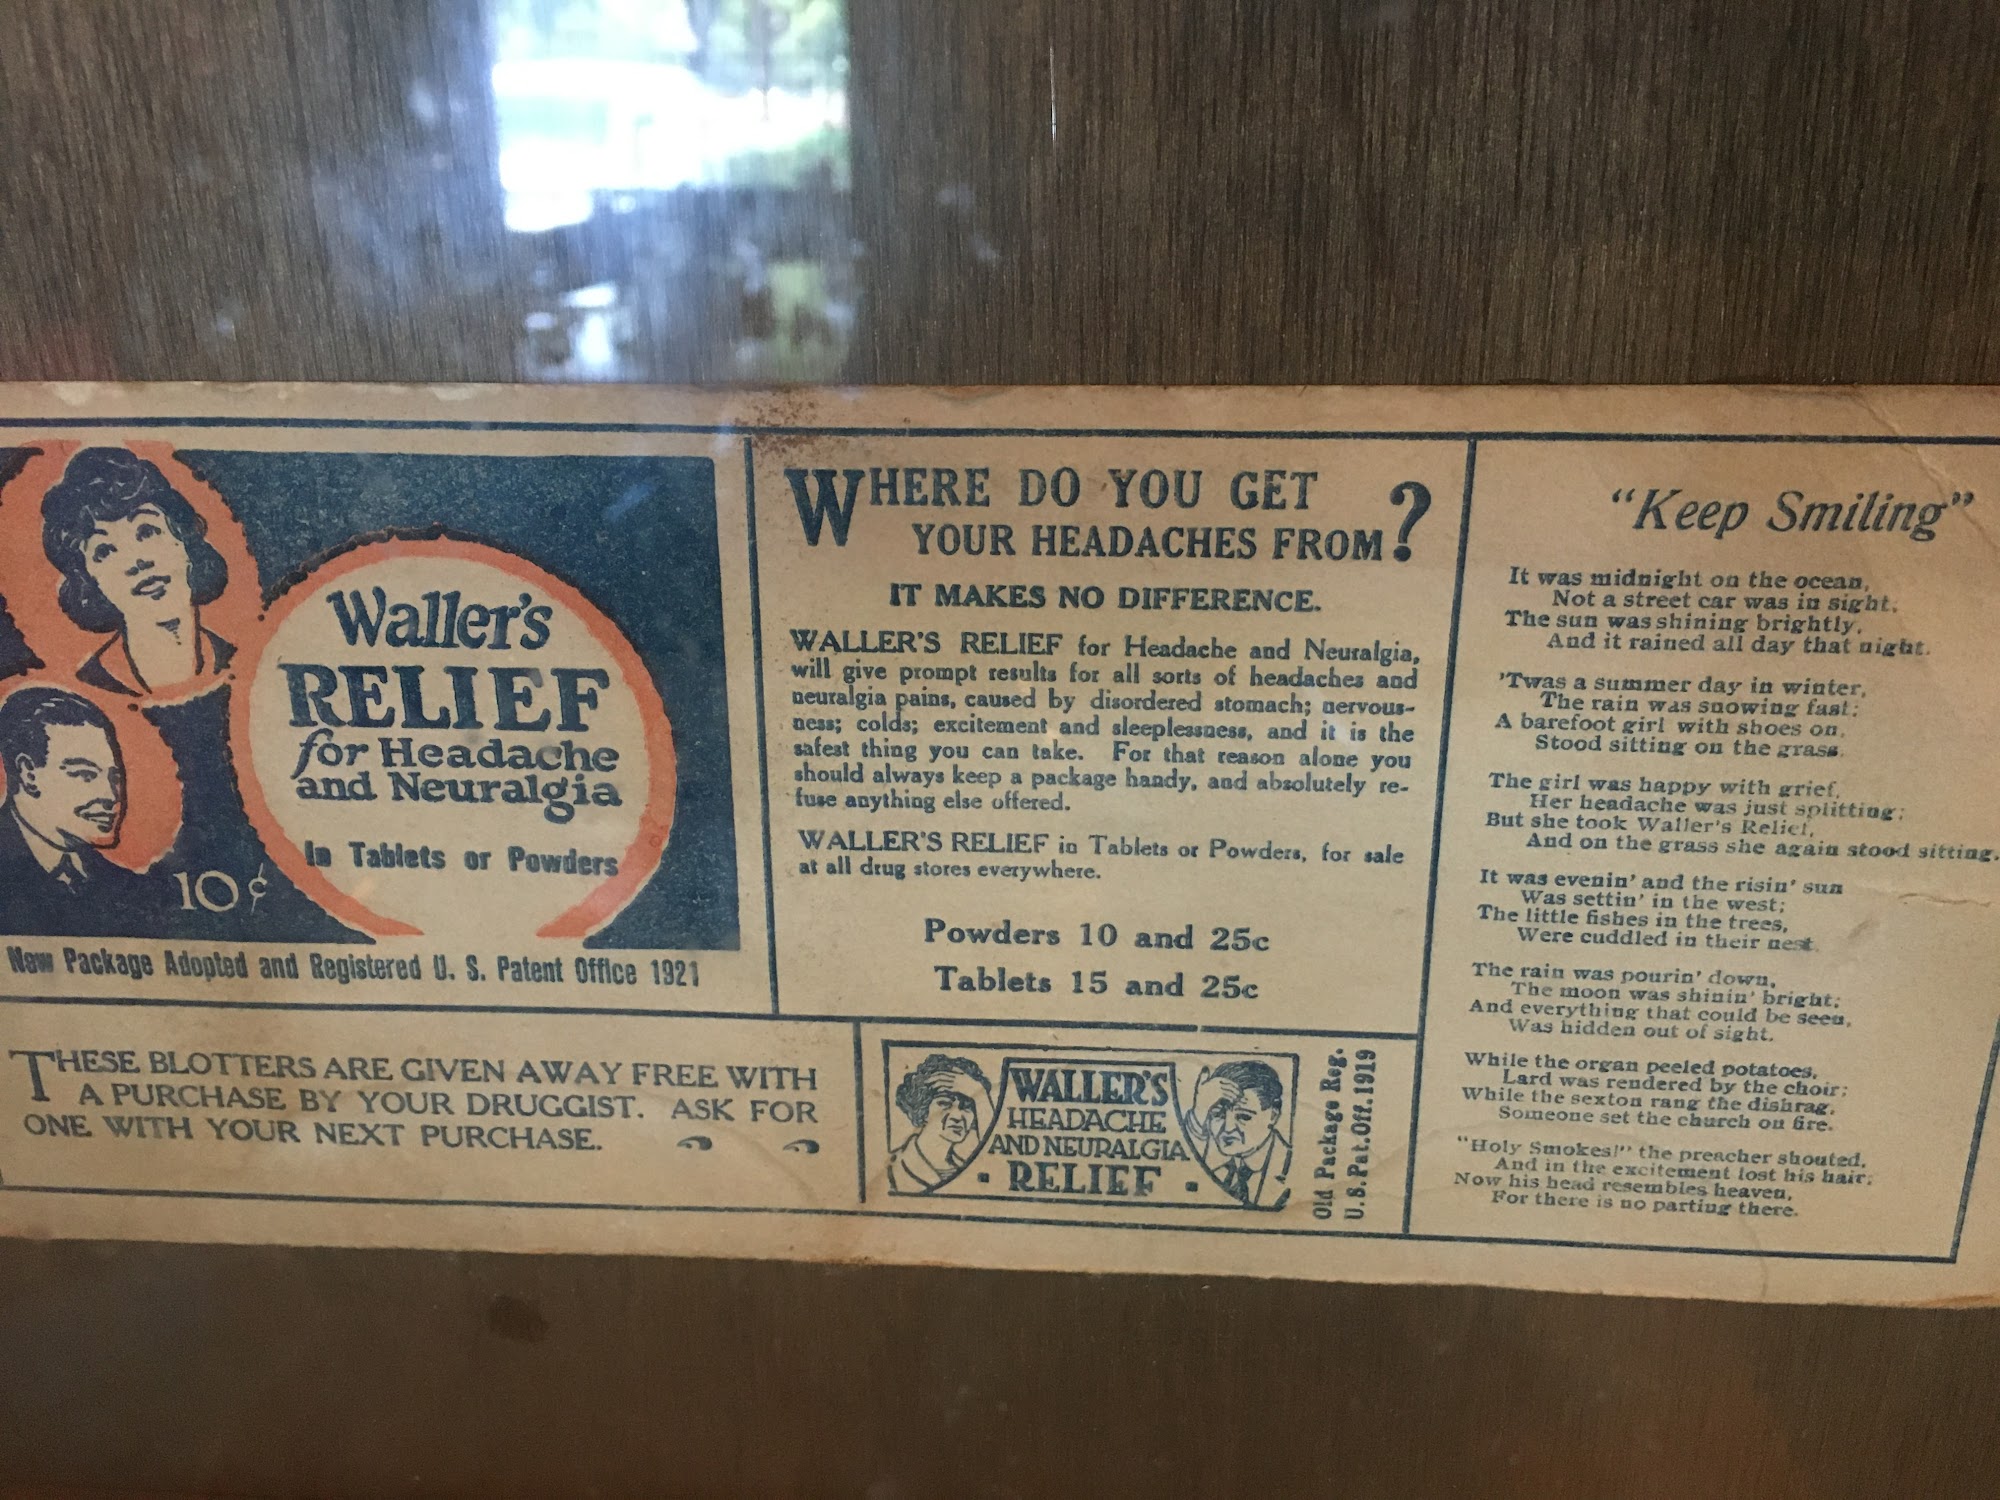 Waller's
RELIEF
for Headache
and Neuralgia
In Tablets or Powders
10¢
New Package Adopted and Registered U. S. Patent Office 1921
WHERE DO YOU GET
YOUR HEADACHES FROM?
IT MAKES NO DIFFERENCE.
WALLER'S RELIEF for Headache and Neuralgia,
will give prompt results for all sorts of headaches and
neuralgia pains, caused by disordered stomach; nervous-
ness; colds; excitement and sleeplessness, and it is the
safest thing you can take. For that reason alone you
should always keep a package handy, and absolutely re-
fuse anything else offered.
WALLER'S RELIEF in Tablets or Powders, for sale
at all drug stores everywhere.
Powders 10 and 25c
Tablets 15 and 25c
THESE BLOTTERS ARE GIVEN AWAY FREE WITH
A PURCHASE BY YOUR DRUGGIST. ASK FOR
ONE WITH YOUR NEXT PURCHASE.
WALLER'S
HEADACHE
AND NEURALGIA
RELIEF
Old Package Reg.
U. S. Pat. Off. 1919
"Keep Smiling"
It was midnight on the ocean,
Not a street car was in sight.
The sun was shining brightly,
And it rained all day that night.
'Twas a summer day in winter,
The rain was snowing fast;
A barefoot girl with shoes on,
Stood sitting on the grass.
The girl was happy with grief,
Her headache was just splitting;
But she took Waller's Relief,
And on the grass she again stood sitting.
It was evenin' and the risin' sun
Was settin' in the west;
The little fishes in the trees,
Were cuddled in their nest.
The rain was pourin' down,
The moon was shinin' bright;
And everything that could be seen,
Was hidden out of sight.
While the organ peeled potatoes,
Lard was rendered by the choir;
While the sexton rang the dishrag,
Someone set the church on fire.
"Holy Smokes!" the preacher shouted,
And in the excitement lost his hair;
Now his head resembles heaven,
For there is no parting there.